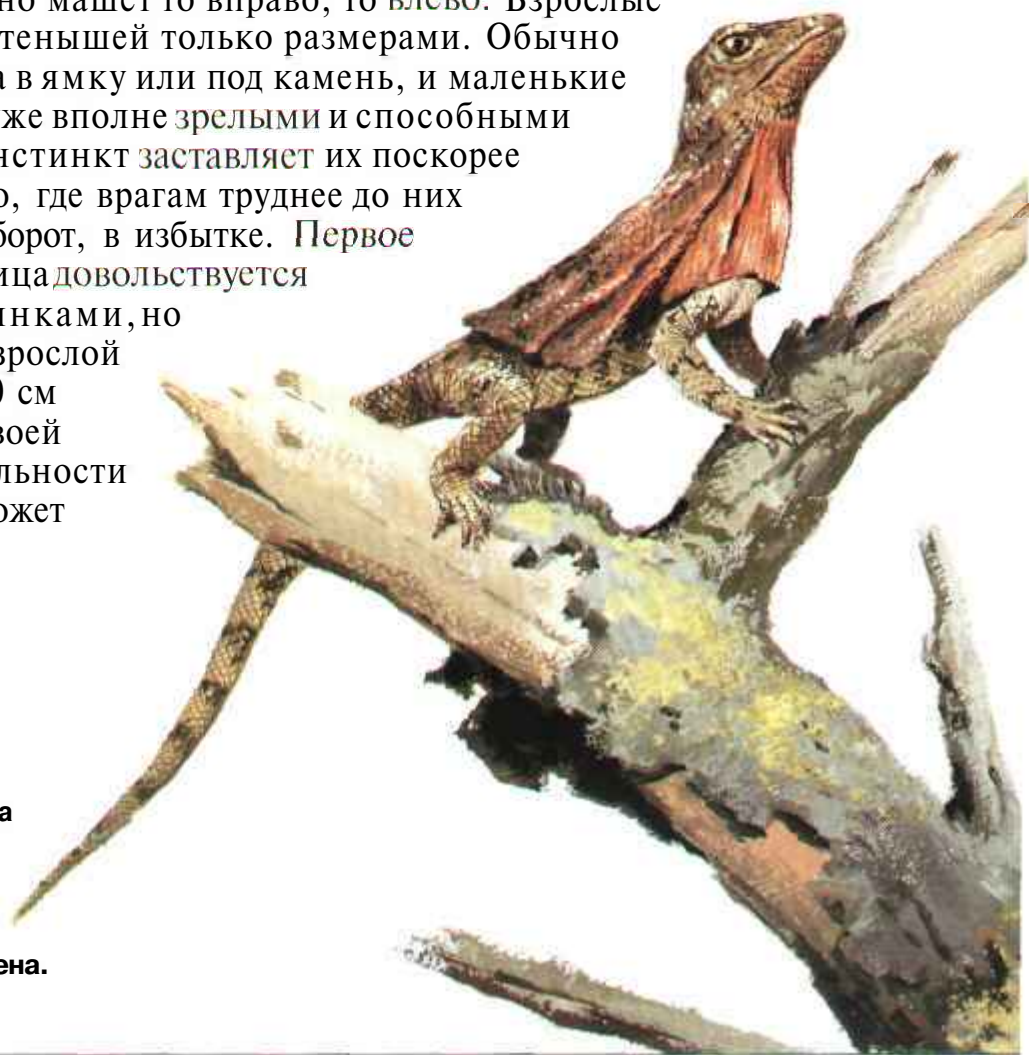 но машет то вправо, то влево. Взрослые
тенышей только размерами. Обычно
а в ямку или под камень, и маленькие
же вполне зрелыми и способными
нстинкт заставляет их поскорее
о, где врагам труднее до них
борот, в избытке. Первое
ица довольствуется
инками, но
зрослой
0 см
воей
льности
ожет
а
ена.